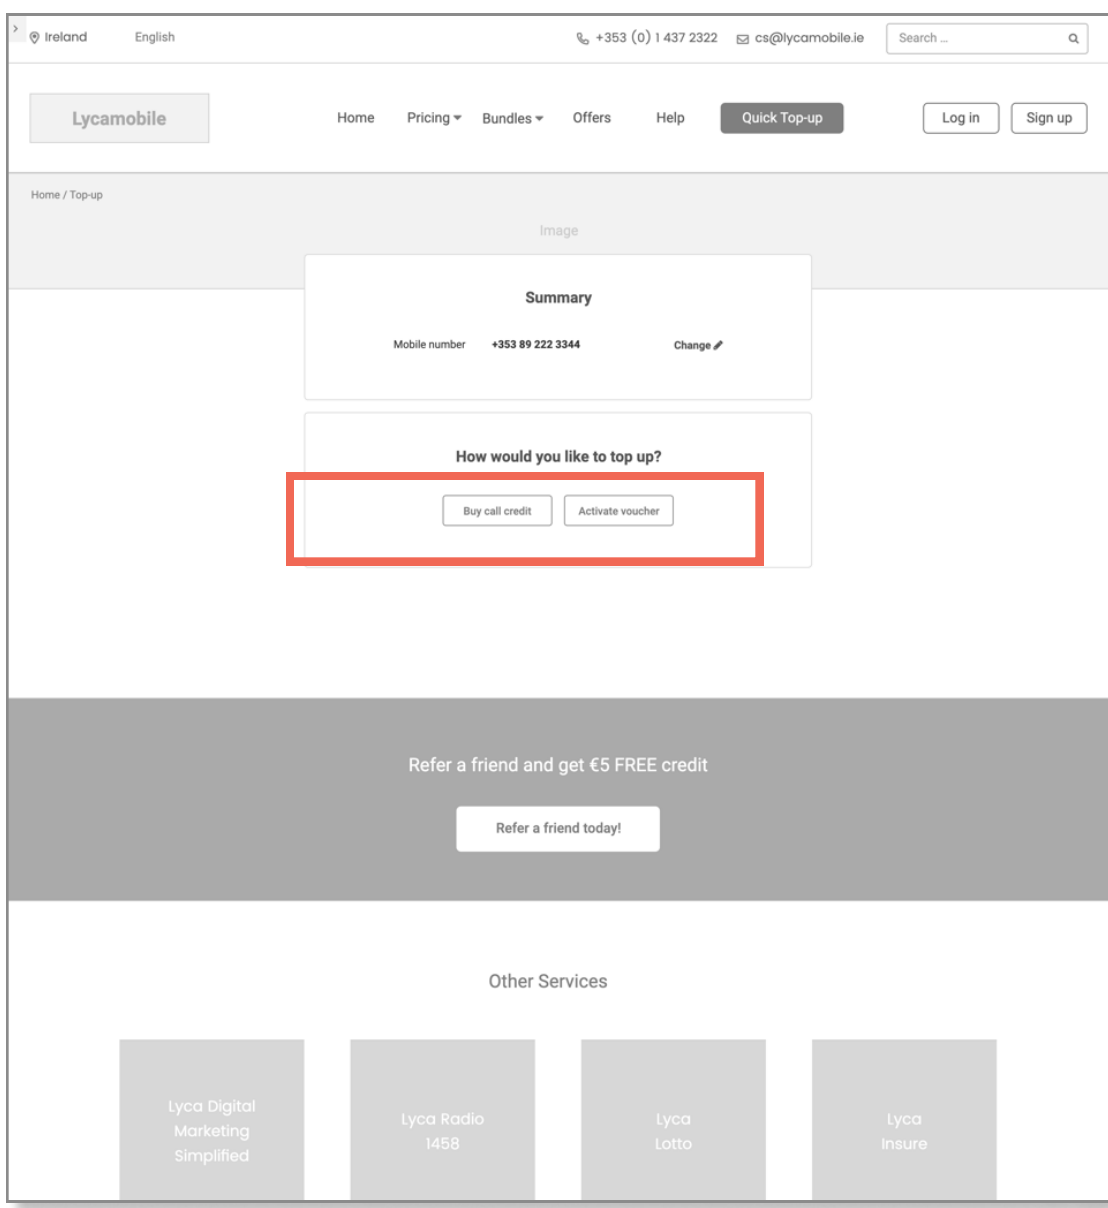 Ireland English +353 (0) 1 437 2322 cs@lycamobile.ie Search ...
Lycamobile Home Pricing Bundles Offers Help Quick Top-up Log in Sign up
Home / Top-up
Image
Summary
Mobile number +353 89 222 3344 Change
How would you like to top up?
Buy call credit Activate voucher
Refer a friend and get €5 FREE credit
Refer a friend today!
Other Services
Lyca Digital
Marketing
Simplified
Lyca Radio
1458
Lyca
Lotto
Lyca
Insure